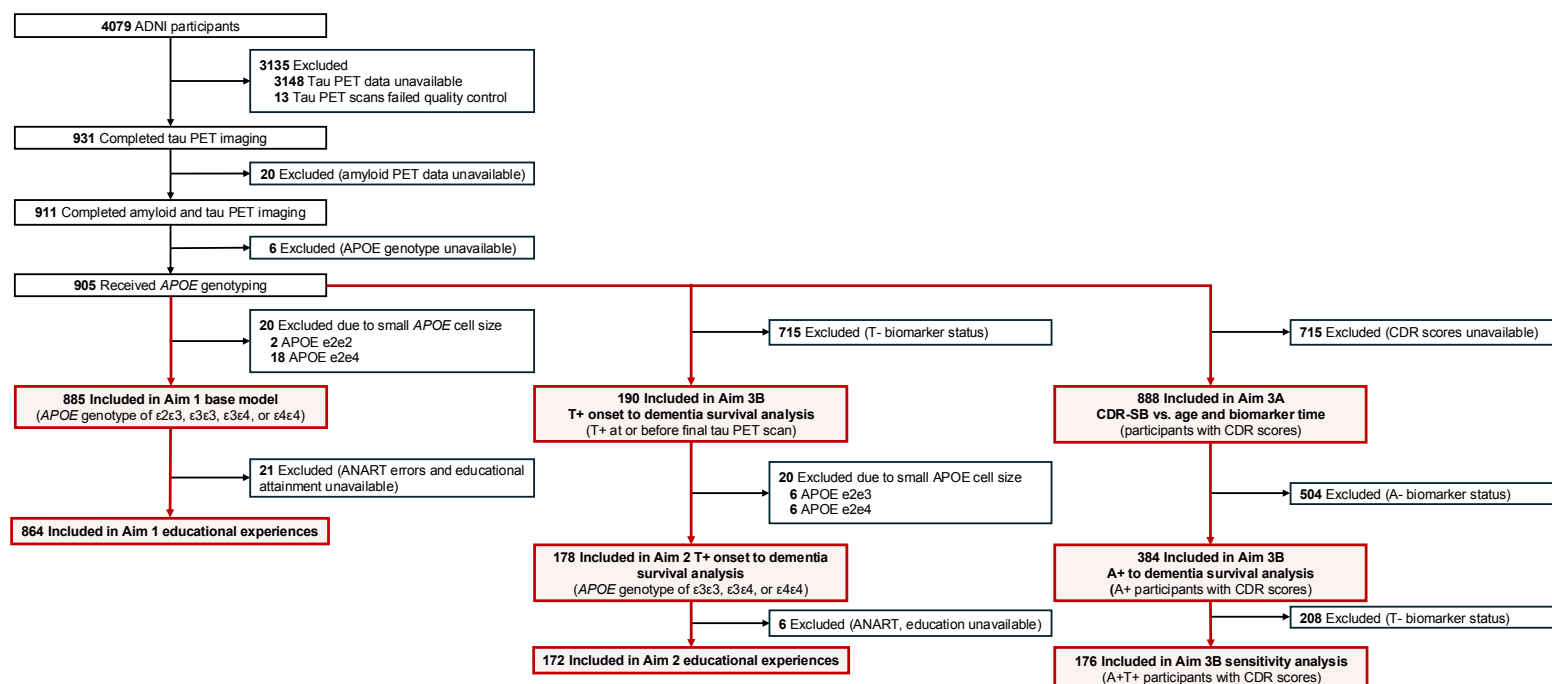 4079 ADNI participants
3135 Excluded
3148 Tau PET data unavailable
13 Tau PET scans failed quality control
931 Completed tau PET imaging
20 Excluded (amyloid PET data unavailable)
911 Completed amyloid and tau PET imaging
6 Excluded (APOE genotype unavailable)
905 Received APOE genotyping
20 Excluded due to small APOE cell size
2 APOE e2e2
18 APOE e2e4
885 Included in Aim 1 base model
(APOE genotype of ε2ε3, ε3ε3, ε3ε4, or ε4ε4)
21 Excluded (ANART errors and educational
attainment unavailable)
864 Included in Aim 1 educational experiences
715 Excluded (T- biomarker status)
190 Included in Aim 3B
T+ onset to dementia survival analysis
(T+ at or before final tau PET scan)
20 Excluded due to small APOE cell size
6 APOE e2e3
6 APOE e2e4
178 Included in Aim 2 T+ onset to dementia
survival analysis
(APOE genotype of ε3ε3, ε3ε4, or ε4ε4)
6 Excluded (ANART, education unavailable)
172 Included in Aim 2 educational experiences
715 Excluded (CDR scores unavailable)
888 Included in Aim 3A
CDR-SB vs. age and biomarker time
(participants with CDR scores)
504 Excluded (A- biomarker status)
384 Included in Aim 3B
A+ to dementia survival analysis
(A+ participants with CDR scores)
208 Excluded (T- biomarker status)
176 Included in Aim 3B sensitivity analysis
(A+T+ participants with CDR scores)